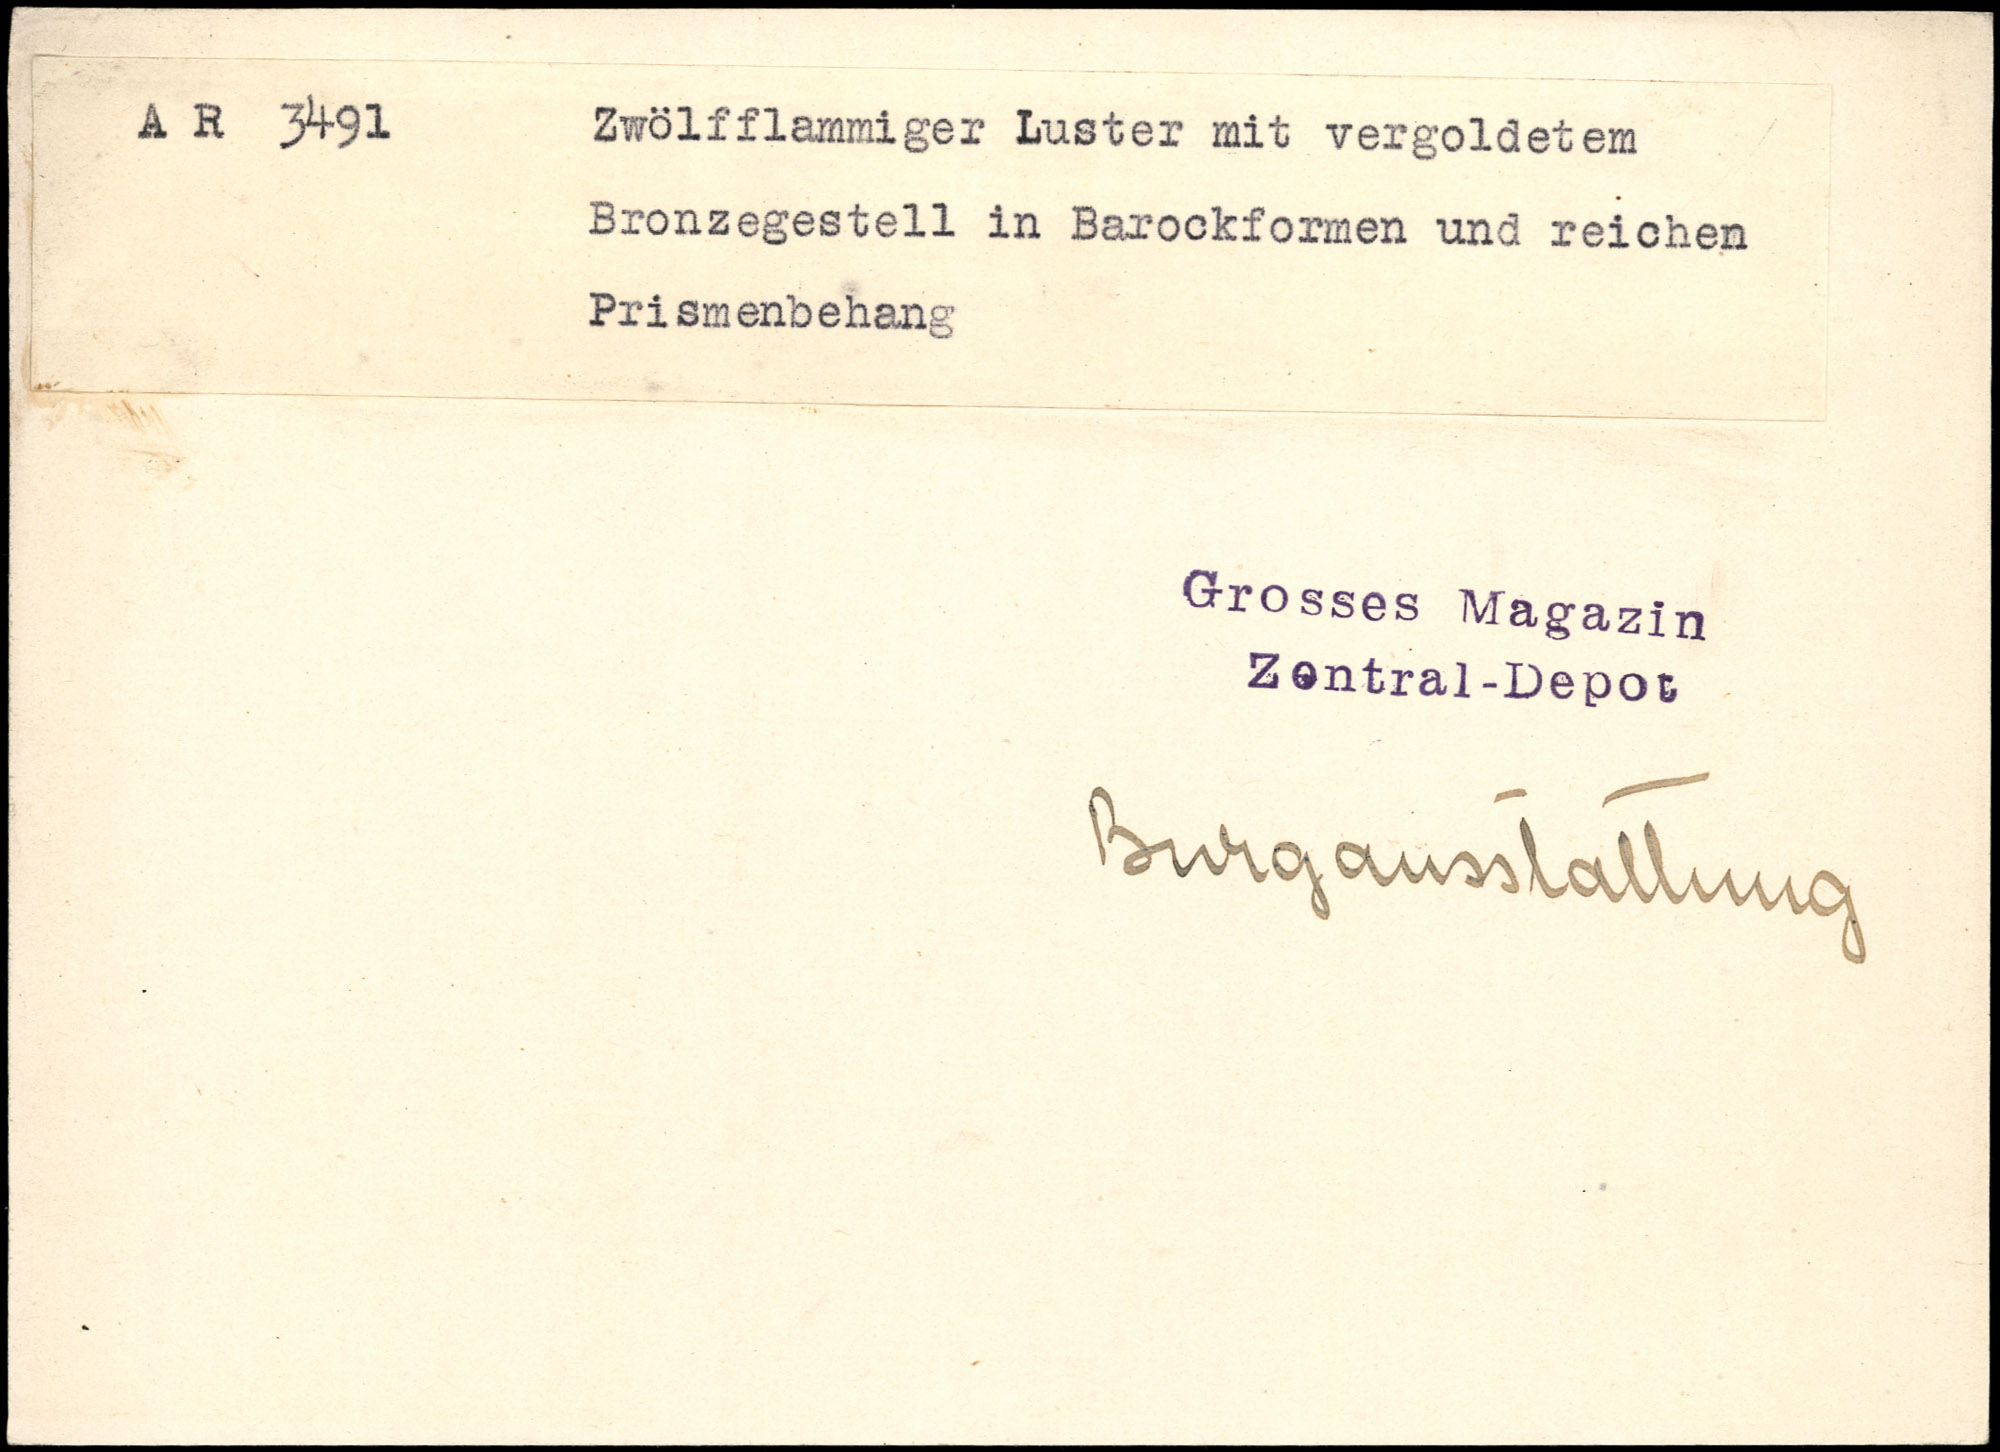 A R 3491 Zwölfflammiger Luster mit vergoldetem
Bronzegestell in Barockformen und reichen
Prismenbehang
Grosses Magazin
Zentral-Depot
Burgausstattung